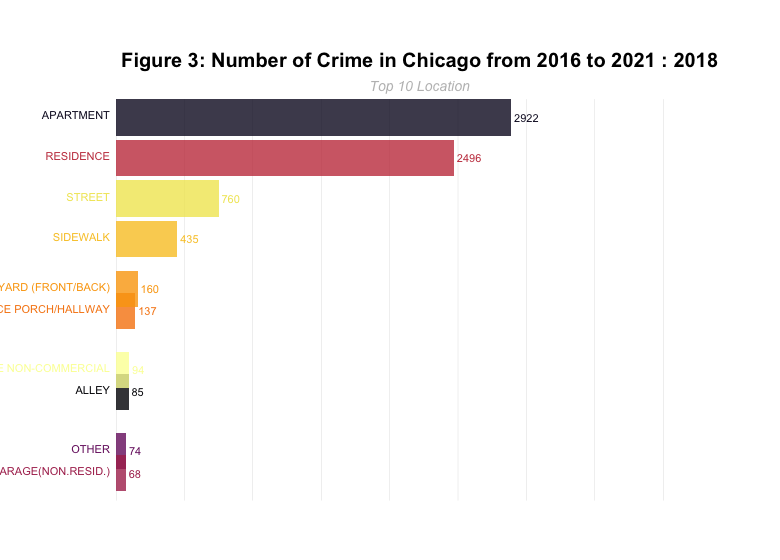 Figure 3: Number of Crime in Chicago from 2016 to 2021 : 2018
Top 10 Location
APARTMENT 2922
RESIDENCE 2496
STREET 760
SIDEWALK 435
YARD (FRONT/BACK) 160
CE PORCH/HALLWAY 137
E NON-COMMERCIAL
ALLEY 85
OTHER 74
ARAGE(NON.RESID.) 68